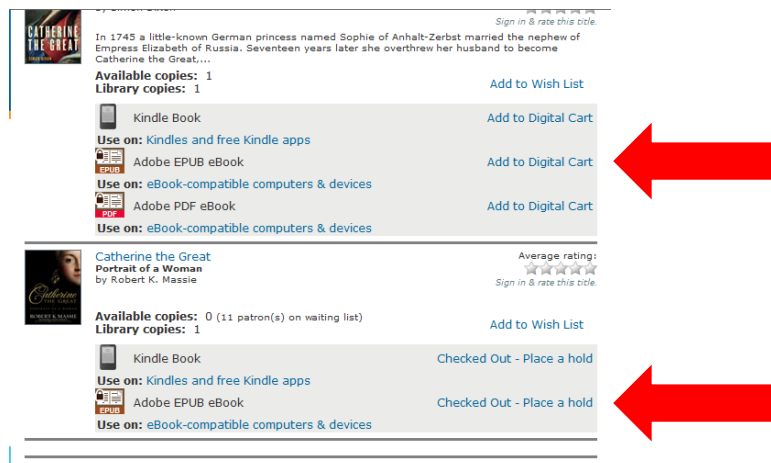 Sign in & rate this title.
CATHERINE
THE GREAT
In 1745 a little-known German princess named Sophie of Anhalt-Zerbst married the nephew of
Empress Elizabeth of Russia. Seventeen years later she overthrew her husband to become
Catherine the Great,...
Available copies: 1
Library copies: 1
Add to Wish List
Kindle Book Add to Digital Cart
Use on: Kindles and free Kindle apps
EPUB
Adobe EPUB eBook Add to Digital Cart
Use on: eBook-compatible computers & devices
PDF
Adobe PDF eBook Add to Digital Cart
Use on: eBook-compatible computers & devices
Catherine the Great
Portrait of a Woman
by Robert K. Massie
Average rating:
Sign in & rate this title.
Catherine
THE GREAT
ROBERT K. MASSIE
Available copies: 0 (11 patron(s) on waiting list)
Library copies: 1
Add to Wish List
Kindle Book Checked Out - Place a hold
Use on: Kindles and free Kindle apps
EPUB
Adobe EPUB eBook Checked Out - Place a hold
Use on: eBook-compatible computers & devices